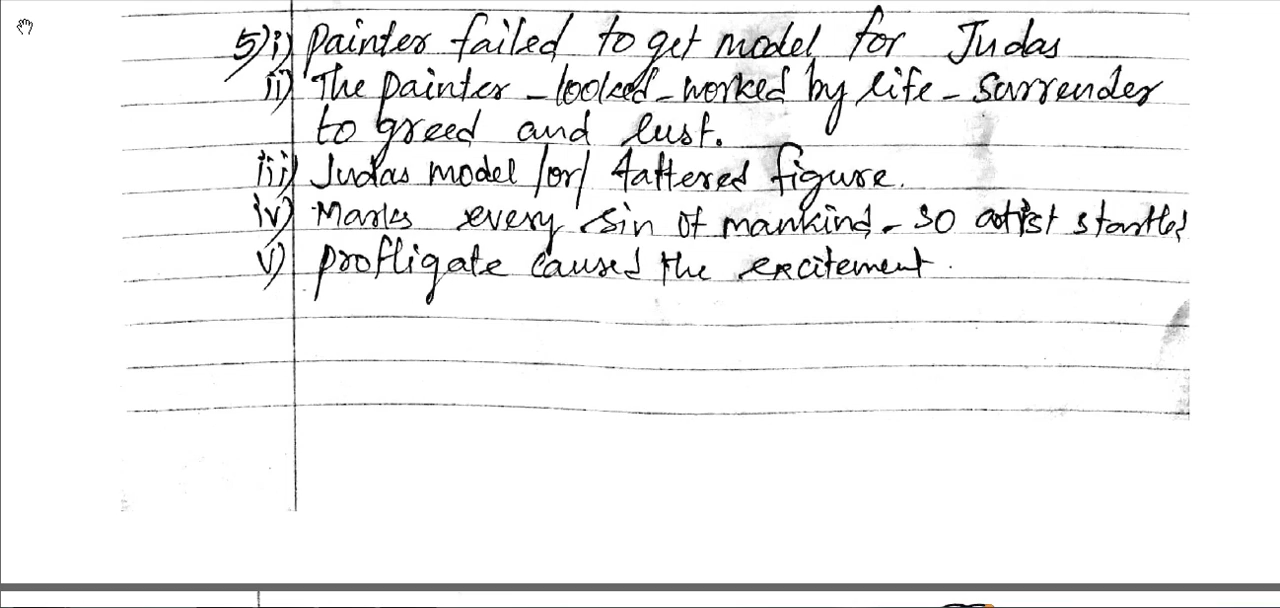 5) i) Painter failed to get model for Judas
ii) The painter - looked - worked by life - surrender
to greed and lust.
iii) Judas model /or/ tattered figure.
iv) Marks every sin of mankind - so artist startled
v) profligate caused the excitement.